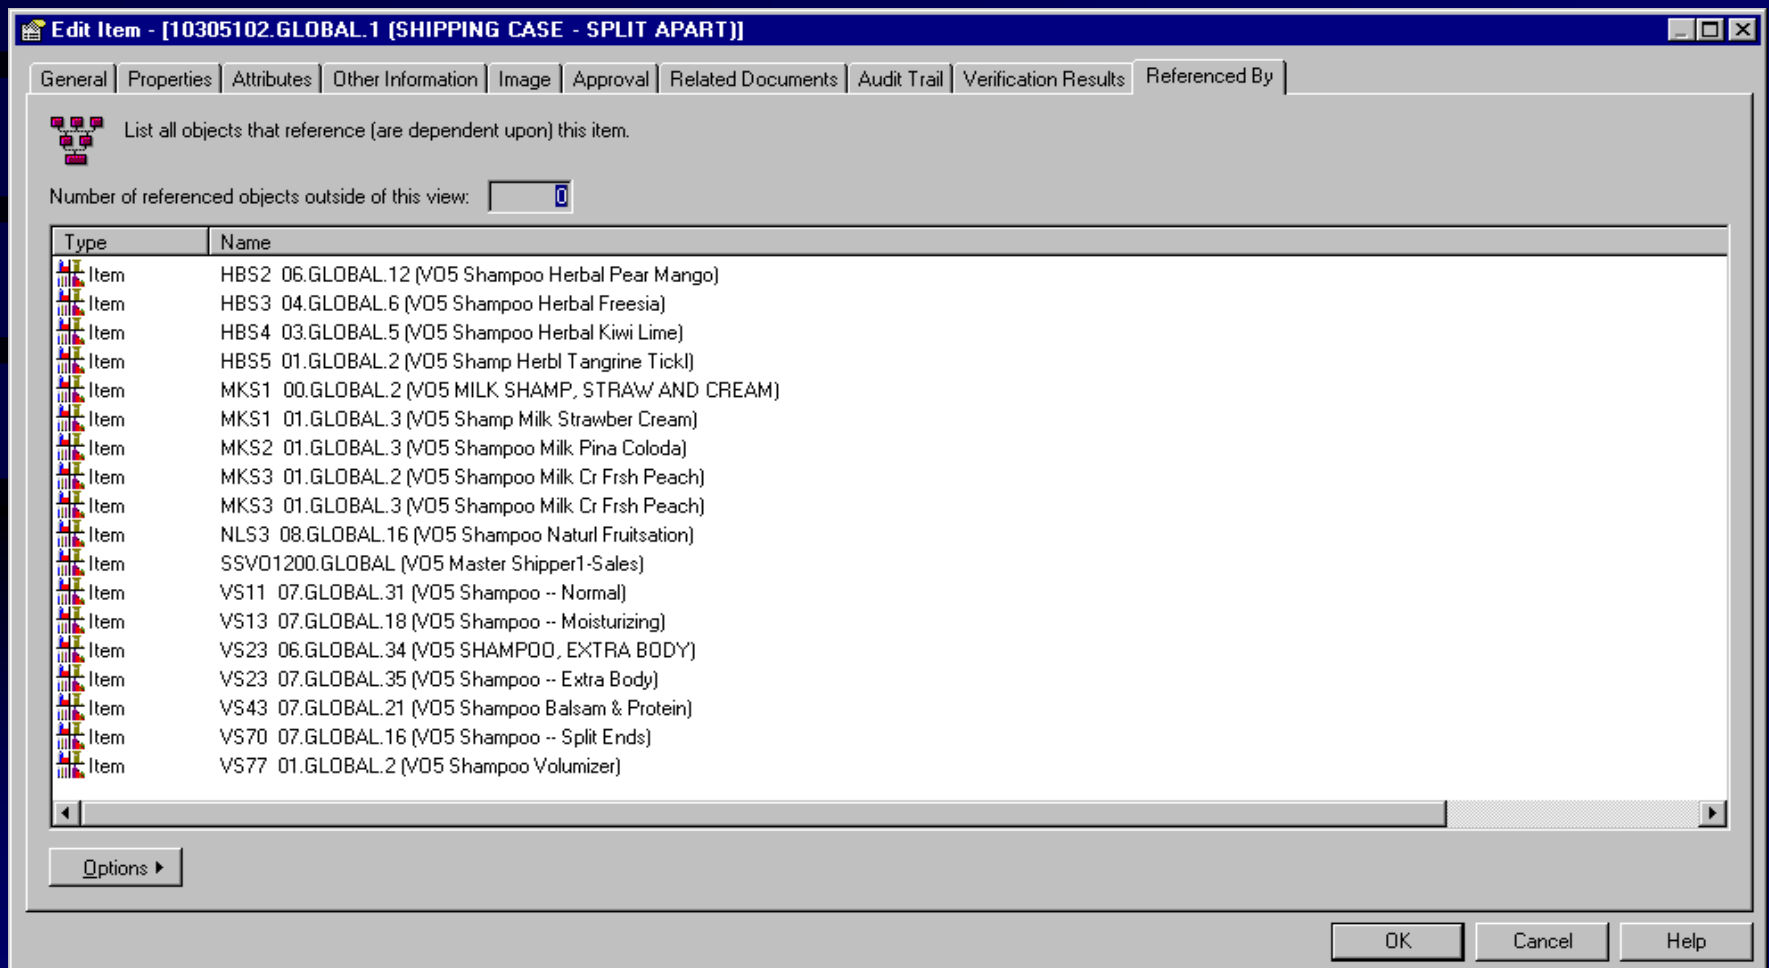 Edit Item - [10305102.GLOBAL.1 (SHIPPING CASE - SPLIT APART)]
General Properties Attributes Other Information Image Approval Related Documents Audit Trail Verification Results Referenced By
List all objects that reference (are dependent upon) this item.
Number of referenced objects outside of this view: 0
Type Name
Item HBS2 06.GLOBAL.12 (VO5 Shampoo Herbal Pear Mango)
Item HBS3 04.GLOBAL.6 (VO5 Shampoo Herbal Freesia)
Item HBS4 03.GLOBAL.5 (VO5 Shampoo Herbal Kiwi Lime)
Item HBS5 01.GLOBAL.2 (VO5 Shamp Herbl Tangrine Tickl)
Item MKS1 00.GLOBAL.2 (VO5 MILK SHAMP, STRAW AND CREAM)
Item MKS1 01.GLOBAL.3 (VO5 Shamp Milk Strawber Cream)
Item MKS2 01.GLOBAL.3 (VO5 Shampoo Milk Pina Coloda)
Item MKS3 01.GLOBAL.2 (VO5 Shampoo Milk Cr Frsh Peach)
Item MKS3 01.GLOBAL.3 (VO5 Shampoo Milk Cr Frsh Peach)
Item NLS3 08.GLOBAL.16 (VO5 Shampoo Naturl Fruitsation)
Item SSVO1200.GLOBAL (VO5 Master Shipper1-Sales)
Item VS11 07.GLOBAL.31 (VO5 Shampoo -- Normal)
Item VS13 07.GLOBAL.18 (VO5 Shampoo -- Moisturizing)
Item VS23 06.GLOBAL.34 (VO5 SHAMPOO, EXTRA BODY)
Item VS23 07.GLOBAL.35 (VO5 Shampoo -- Extra Body)
Item VS43 07.GLOBAL.21 (VO5 Shampoo Balsam & Protein)
Item VS70 07.GLOBAL.16 (VO5 Shampoo -- Split Ends)
Item VS77 01.GLOBAL.2 (VO5 Shampoo Volumizer)
Options
OK Cancel Help